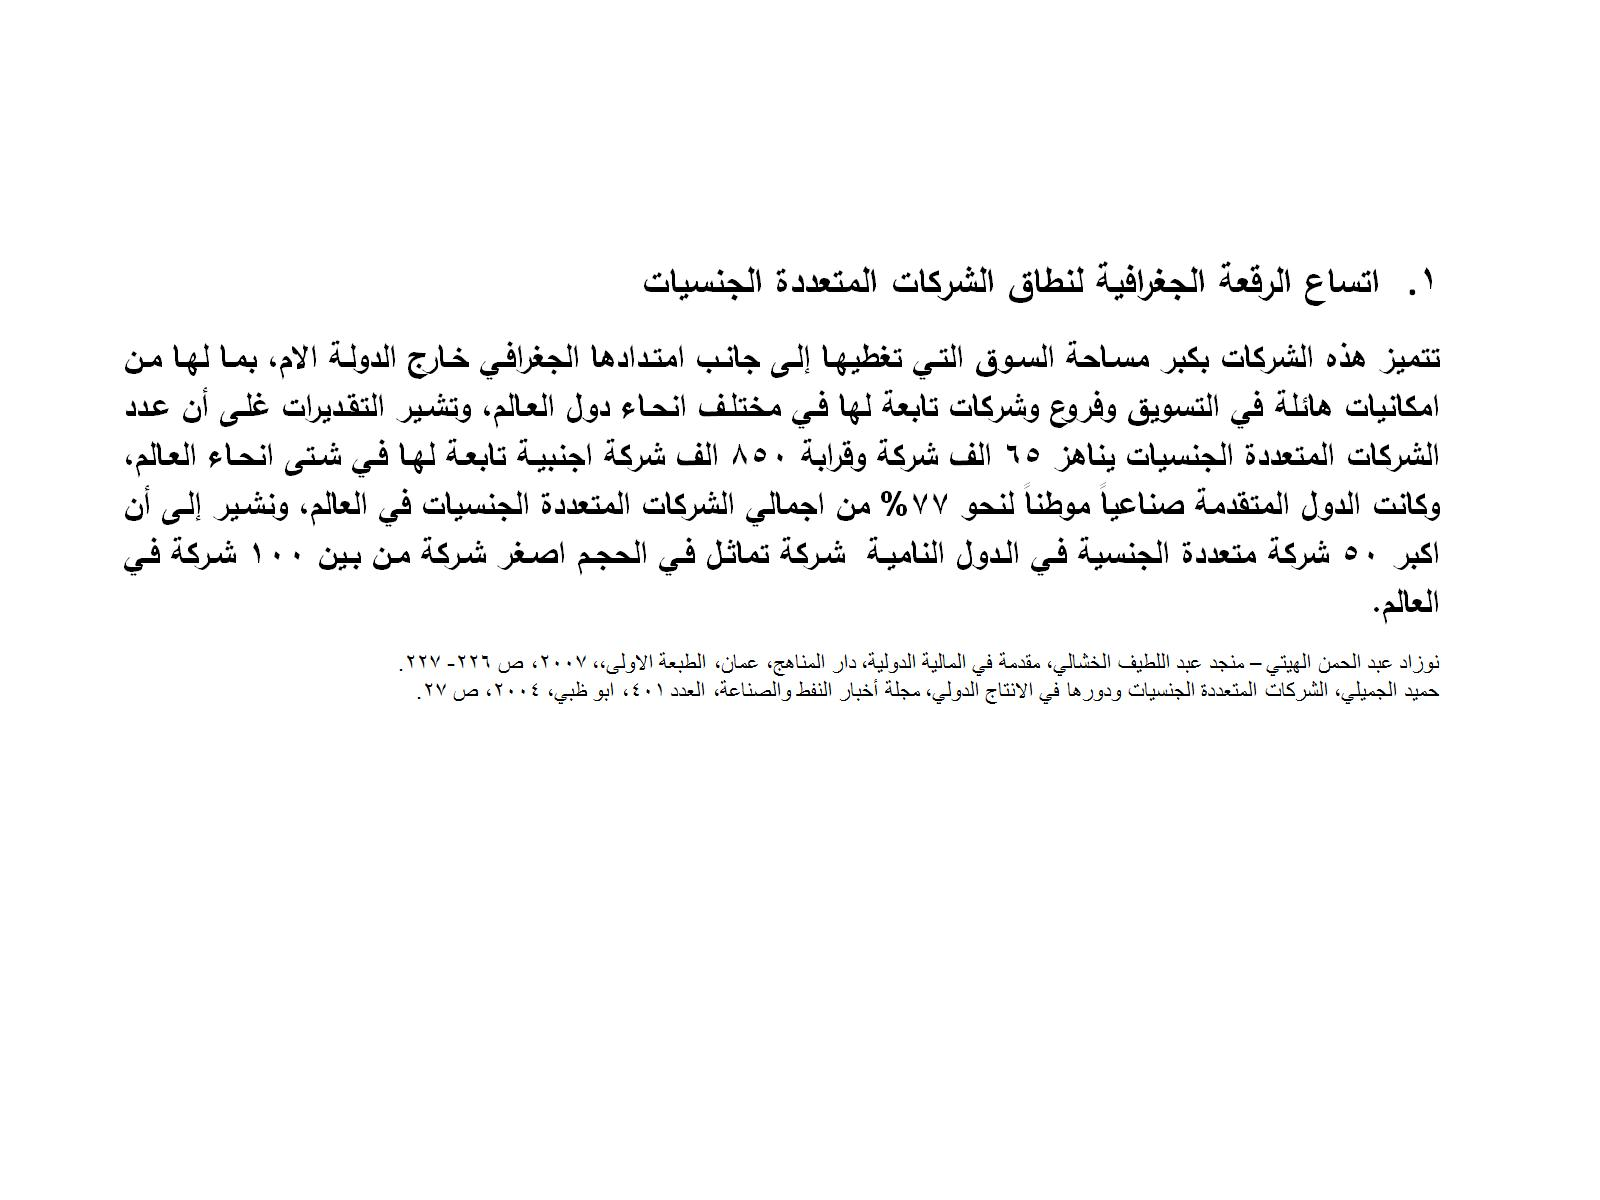 ١. اتساع الرقعة الجغرافية لنطاق الشركات المتعددة الجنسيات
تتميز هذه الشركات بكبر مساحة السوق التي تغطيها إلى جانب امتدادها الجغرافي خارج الدولة الام، بما لها من
امكانيات هائلة في التسويق وفروع وشركات تابعة لها في مختلف انحاء دول العالم، وتشير التقديرات غلى أن عدد
الشركات المتعددة الجنسيات يناهز ٦٥ الف شركة وقرابة ٨٥٠ الف شركة اجنبية تابعة لها في شتى انحاء العالم،
وكانت الدول المتقدمة صناعياً موطناً لنحو ٧٧% من اجمالي الشركات المتعددة الجنسيات في العالم، ونشير إلى أن
اكبر ٥٠ شركة متعددة الجنسية في الدول النامية شركة تماثل في الحجم اصغر شركة من بين ١٠٠ شركة في
العالم.
نوزاد عبد الحمن الهيتي – منجد عبد اللطيف الخشالي، مقدمة في المالية الدولية، دار المناهج، عمان، الطبعة الاولى،، ٢٠٠٧، ص ٢٢٦- ٢٢٧.
حميد الجميلي، الشركات المتعددة الجنسيات ودورها في الانتاج الدولي، مجلة أخبار النفط والصناعة، العدد ٤٠١، ابو ظبي، ٢٠٠٤، ص ٢٧.